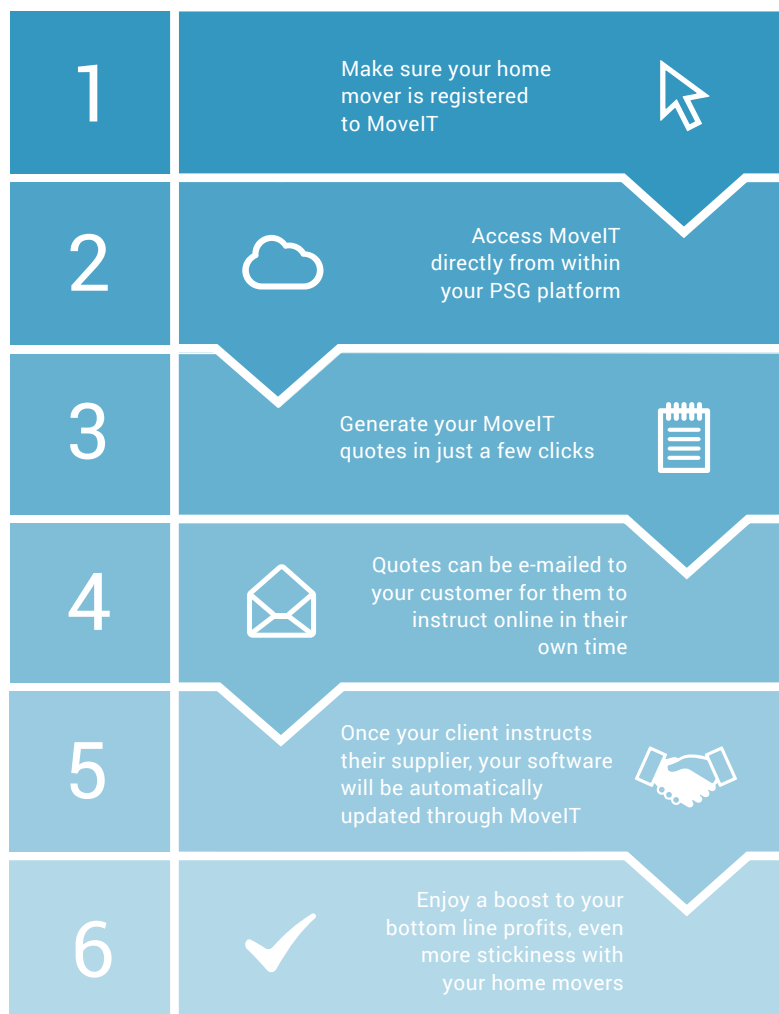 1
Make sure your home
mover is registered
to MoveIT
2
Access MoveIT
directly from within
your PSG platform
3
Generate your MoveIT
quotes in just a few clicks
4
Quotes can be e-mailed to
your customer for them to
instruct online in their
own time
5
Once your client instructs
their supplier, your software
will be automatically
updated through MoveIT
6
Enjoy a boost to your
bottom line profits, even
more stickiness with
your home movers